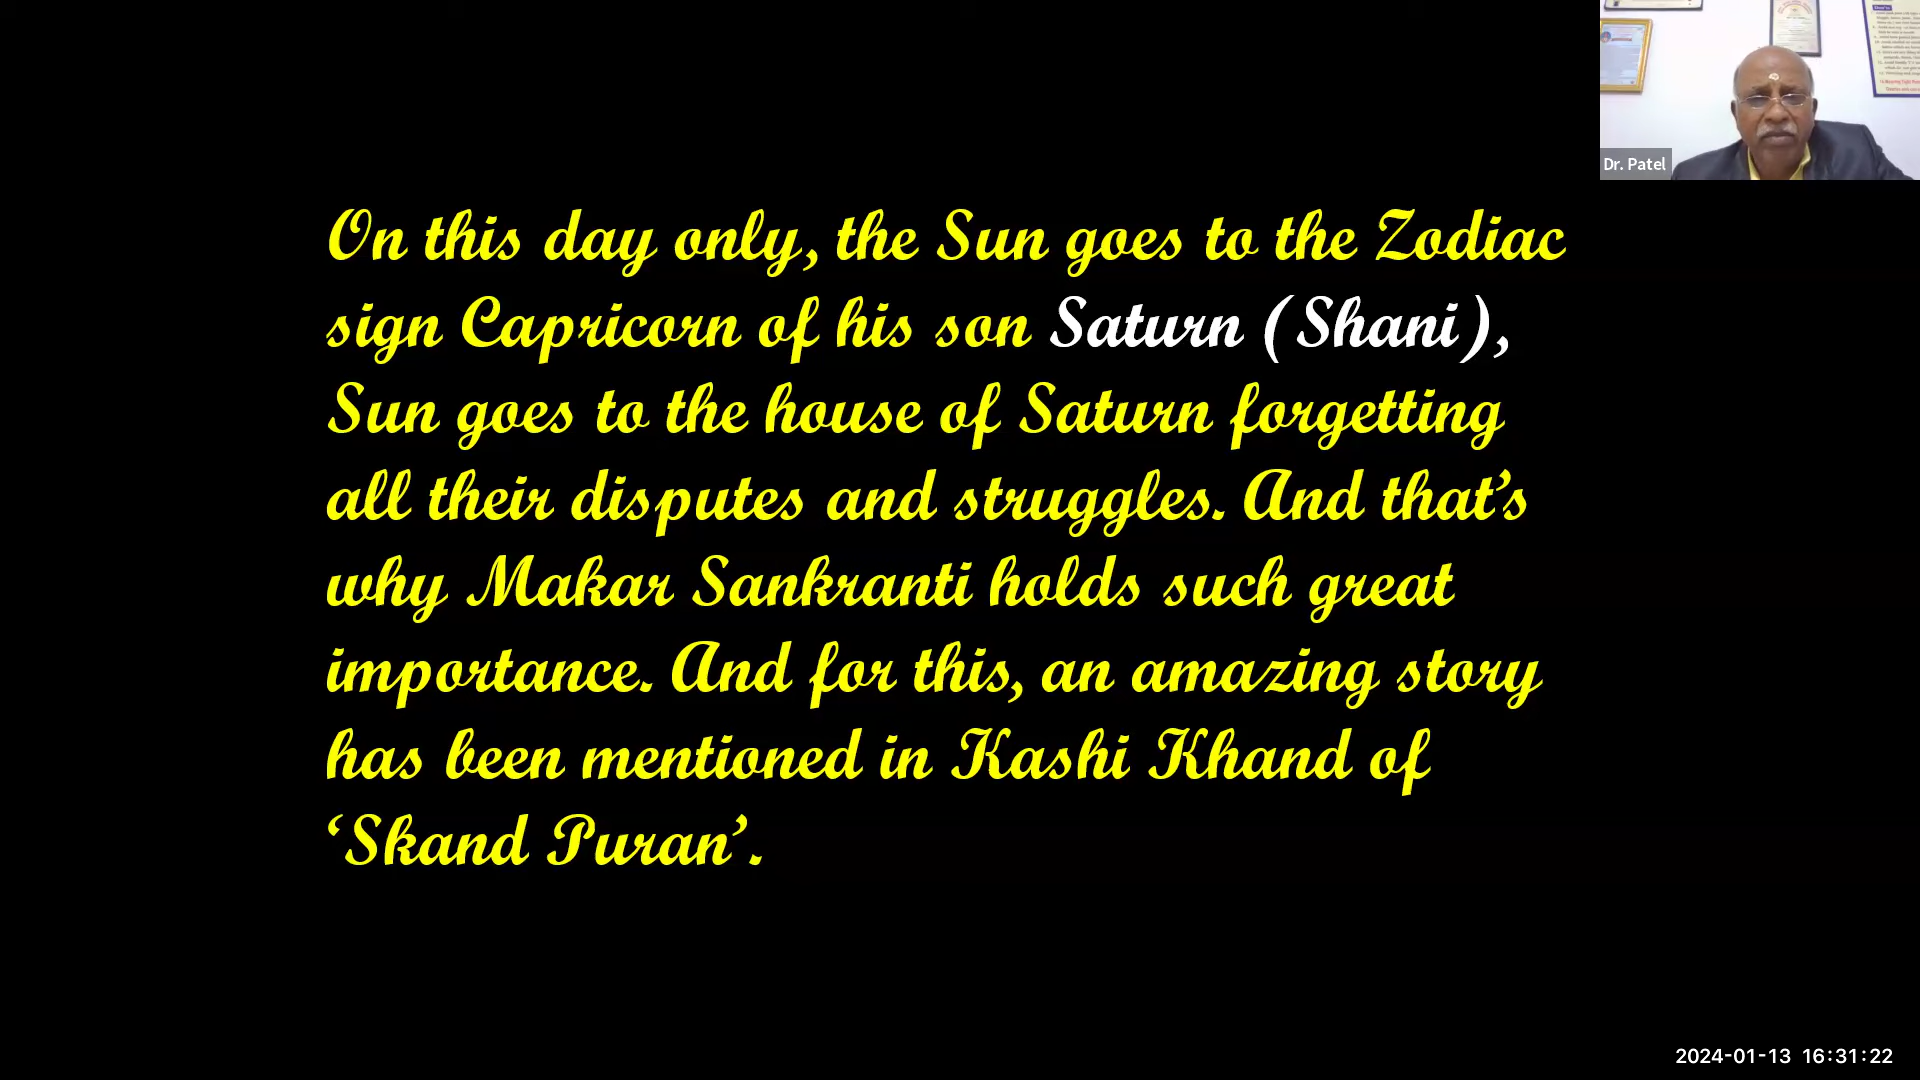 Dr. Patel
On this day only, the Sun goes to the Zodiac
sign Capricorn of his son Saturn (Shani),
Sun goes to the house of Saturn forgetting
all their disputes and struggles. And that’s
why Makar Sankranti holds such great
importance. And for this, an amazing story
has been mentioned in Kashi Khand of
‘Skand Puran’.
2024-01-13 16:31:22